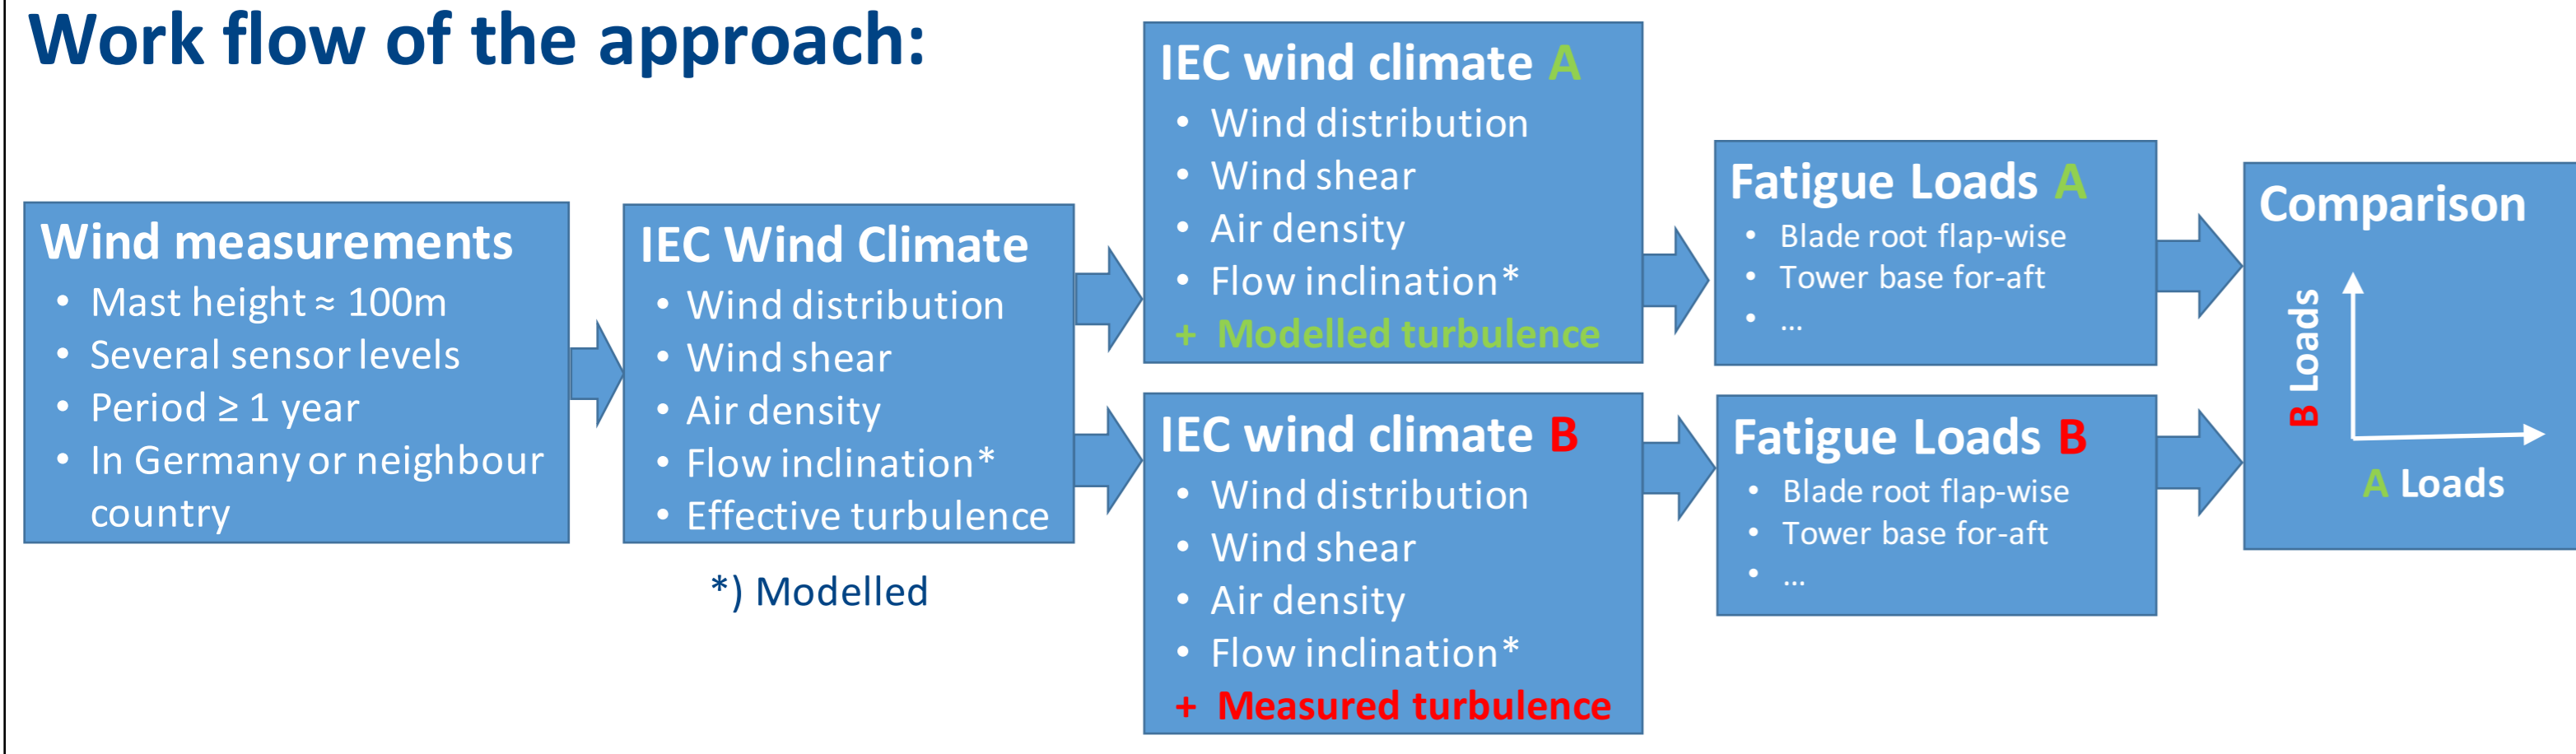 Work flow of the approach:
Wind measurements
• Mast height ≈ 100m
• Several sensor levels
• Period ≥ 1 year
• In Germany or neighbour
country
IEC Wind Climate
• Wind distribution
• Wind shear
• Air density
• Flow inclination*
• Effective turbulence
*) Modelled
IEC wind climate A
• Wind distribution
• Wind shear
• Air density
• Flow inclination*
+ Modelled turbulence
IEC wind climate B
• Wind distribution
• Wind shear
• Air density
• Flow inclination*
+ Measured turbulence
Fatigue Loads A
• Blade root flap-wise
• Tower base for-aft
• ...
Fatigue Loads B
• Blade root flap-wise
• Tower base for-aft
• ...
Comparison
B Loads
A Loads